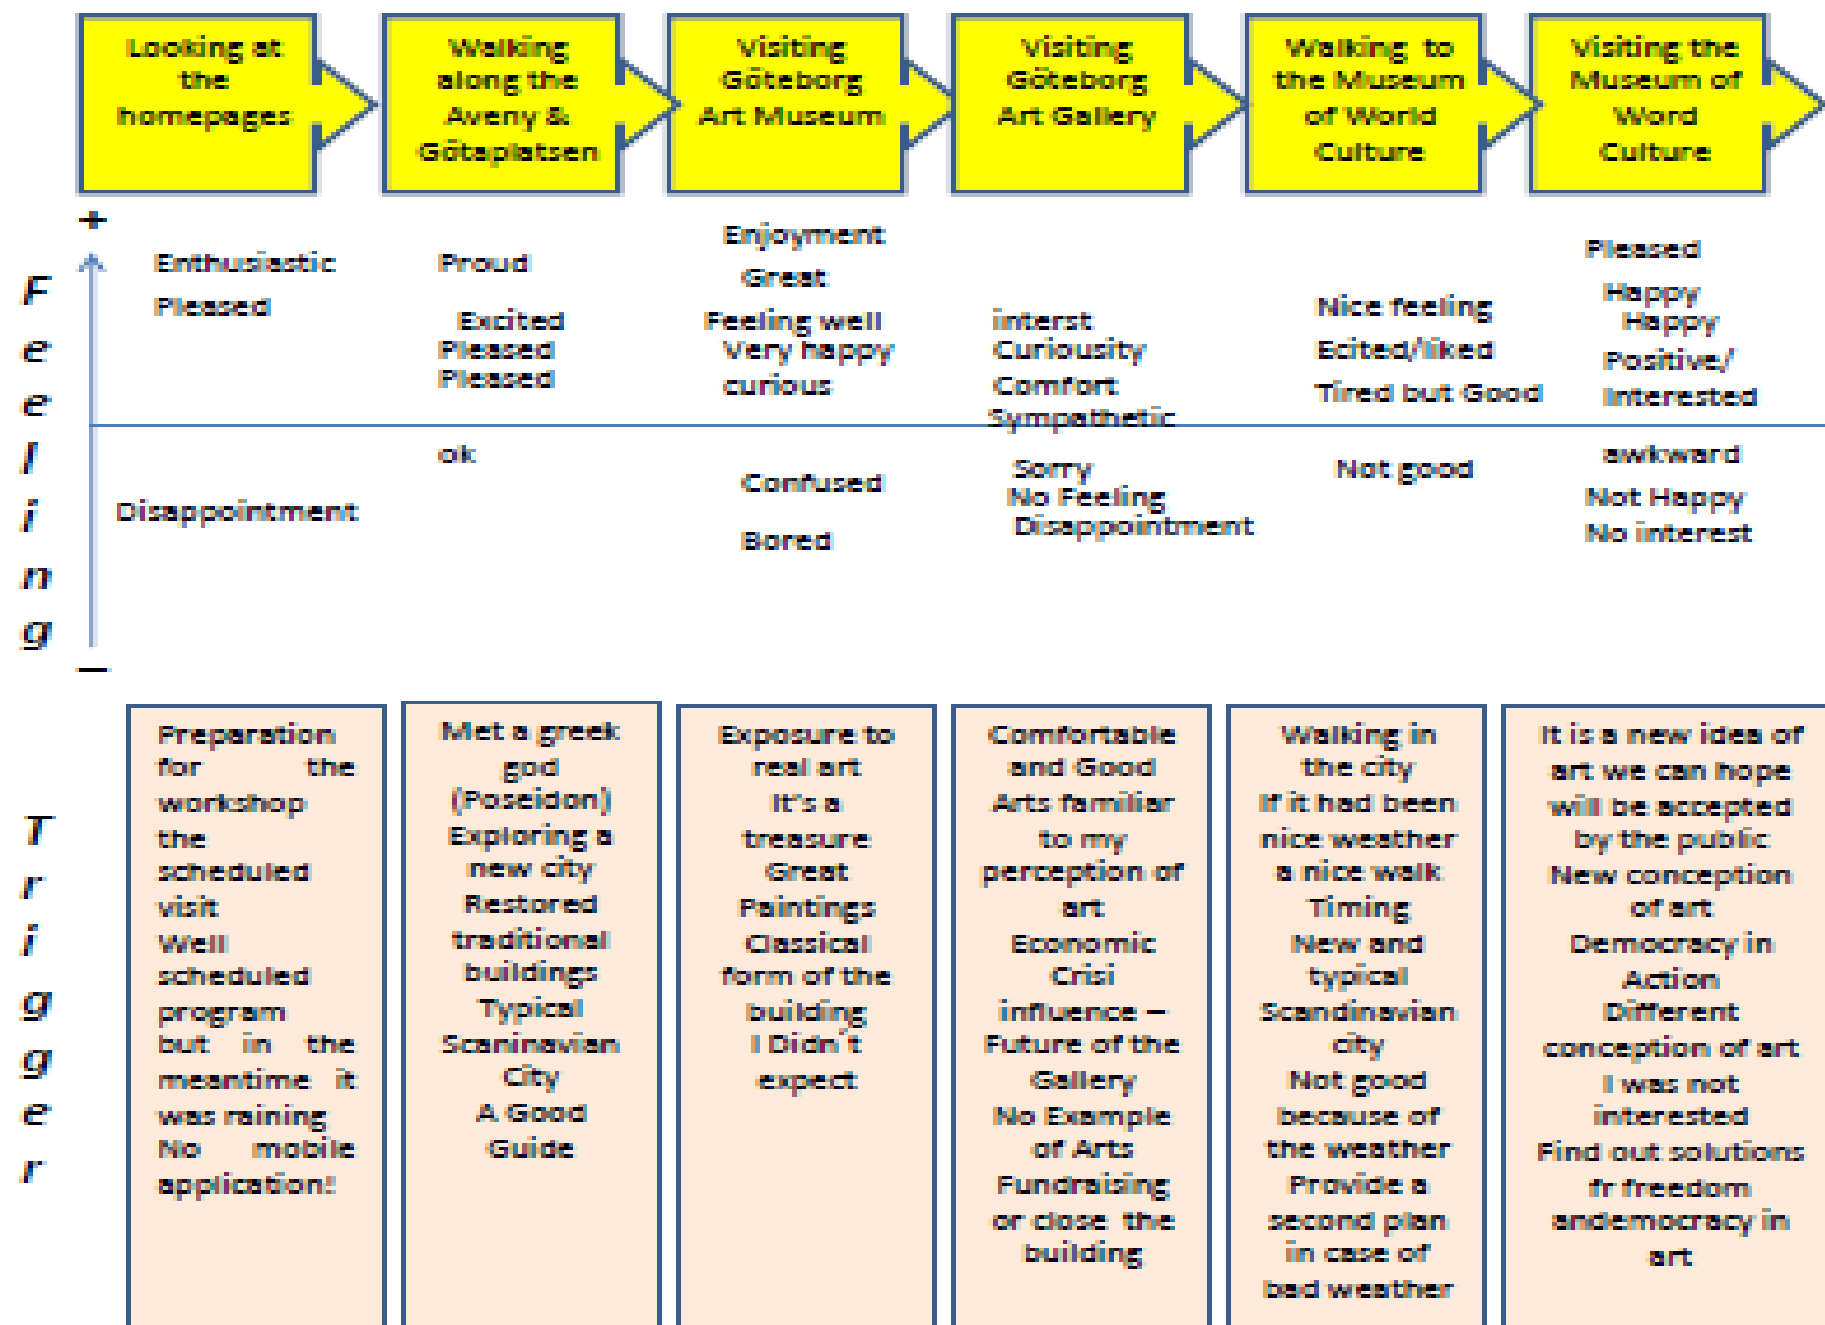 Looking at
the
homepages
Walking
along the
Aveny &
Götaplatsen
Visiting
Göteborg
Art Museum
Visiting
Göteborg
Art Gallery
Walking to
the Museum
of World
Culture
Visiting the
Museum of
Word
Culture
+
Feeling
–
Enthusiastic
Pleased
Disappointment
Proud
Excited
Pleased
Pleased
ok
Enjoyment
Great
Feeling well
Very happy
curious
Confused
Bored
interst
Curiousity
Comfort
Sympathetic
Sorry
No Feeling
Disappointment
Nice feeling
Ecited/liked
Tired but Good
Not good
Pleased
Happy
Happy
Positive/
Interested
awkward
Not Happy
No interest
Trigger
Preparation
for the
workshop
the
scheduled
visit
Well
scheduled
program
but in the
meantime it
was raining
No mobile
application!
Met a greek
god
(Poseidon)
Exploring a
new city
Restored
traditional
buildings
Typical
Scaninavian
City
A Good
Guide
Exposure to
real art
It's a
treasure
Great
Paintings
Classical
form of the
building
I Didn´t
expect
Comfortable
and Good
Arts familiar
to my
perception of
art
Economic
Crisi
influence –
Future of the
Gallery
No Example
of Arts
Fundraising
or close the
building
Walking in
the city
If it had been
nice weather
a nice walk
Timing
New and
typical
Scandinavian
city
Not good
because of
the weather
Provide a
second plan
in case of
bad weather
It is a new idea of
art we can hope
will be accepted
by the public
New conception
of art
Democracy in
Action
Different
conception of art
I was not
interested
Find out solutions
fr freedom
andemocracy in
art